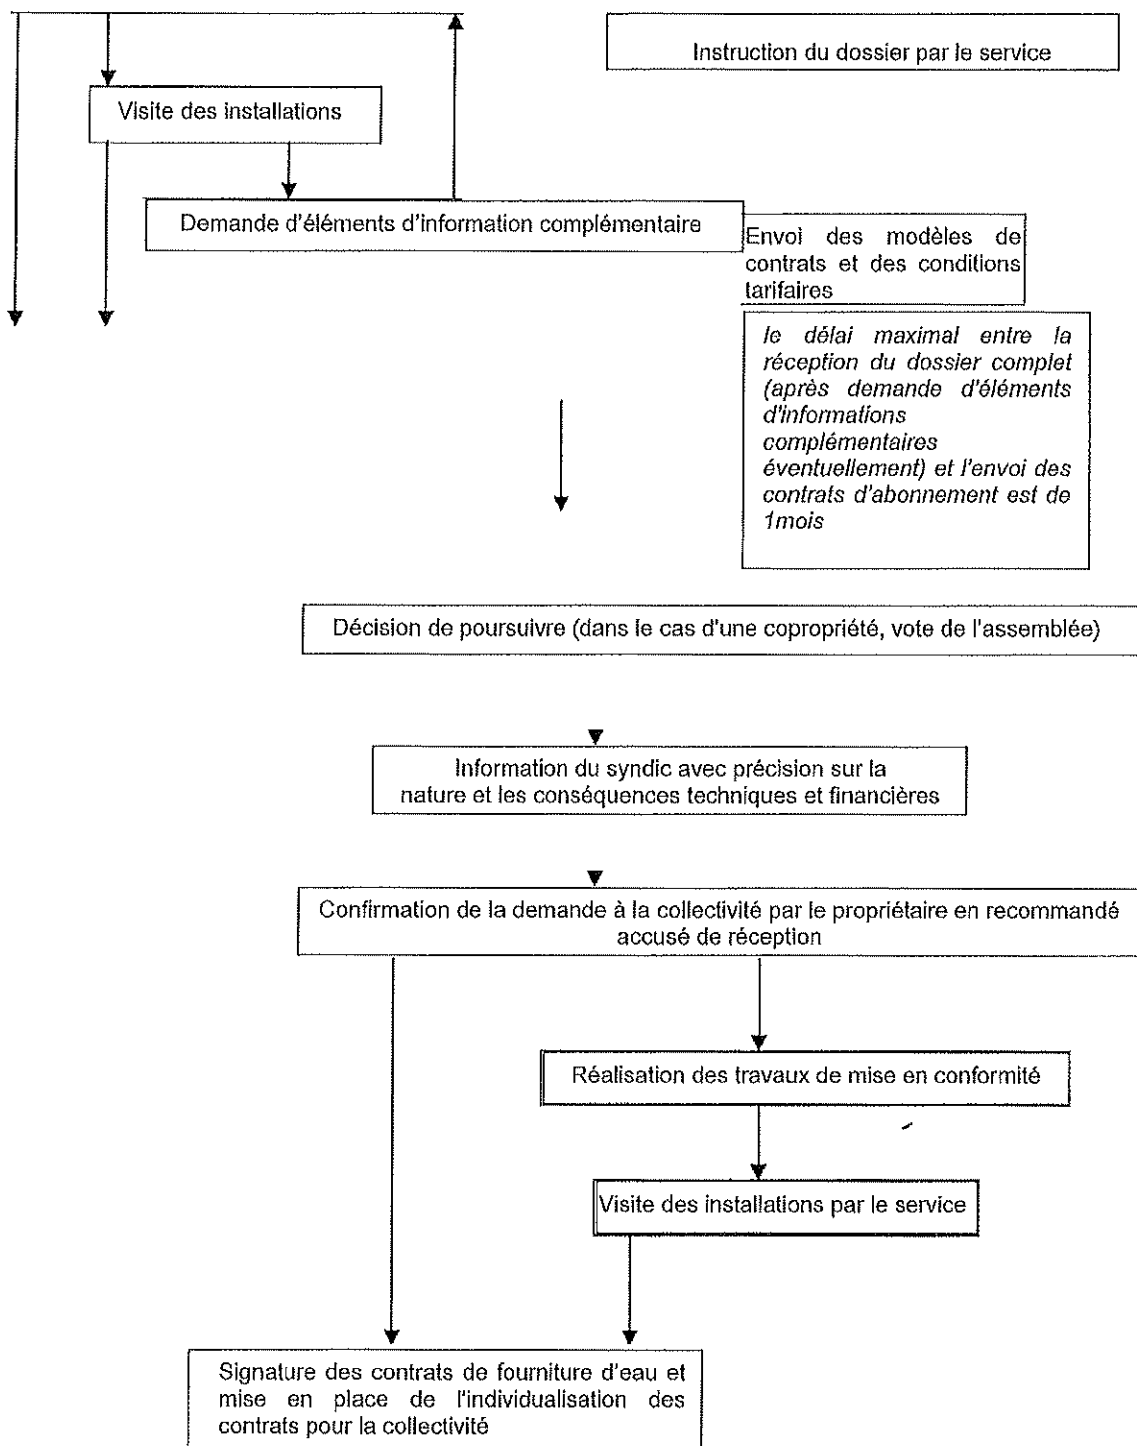 Instruction du dossier par le service
Visite des installations
Demande d'éléments d'information complémentaire
Envoi des modèles de
contrats et des conditions
tarifaires
le délai maximal entre la
réception du dossier complet
(après demande d'éléments
d'informations
complémentaires
éventuellement) et l'envoi des
contrats d'abonnement est de
1mois
Décision de poursuivre (dans le cas d'une copropriété, vote de l'assemblée)
Information du syndic avec précision sur la
nature et les conséquences techniques et financières
Confirmation de la demande à la collectivité par le propriétaire en recommandé
accusé de réception
Réalisation des travaux de mise en conformité
Visite des installations par le service
Signature des contrats de fourniture d'eau et
mise en place de l'individualisation des
contrats pour la collectivité